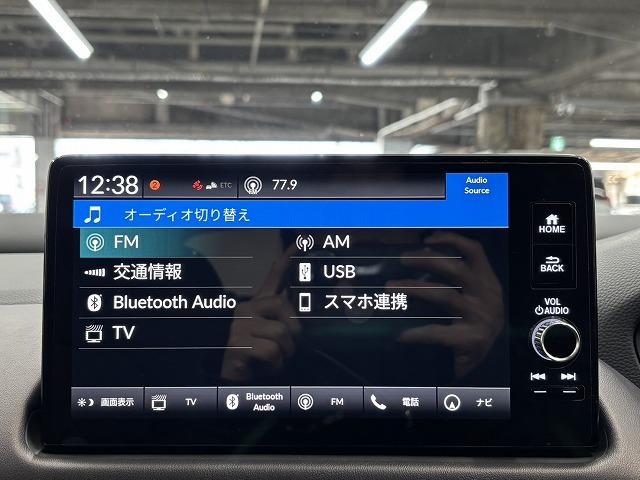 12:38
2
ETC
77.9
Audio
Source
オーディオ切り替え
FM
AM
交通情報
USB
Bluetooth Audio
スマホ連携
TV
画面表示
TV
Bluetooth
Audio
FM
電話
ナビ
HOME
BACK
VOL
AUDIO